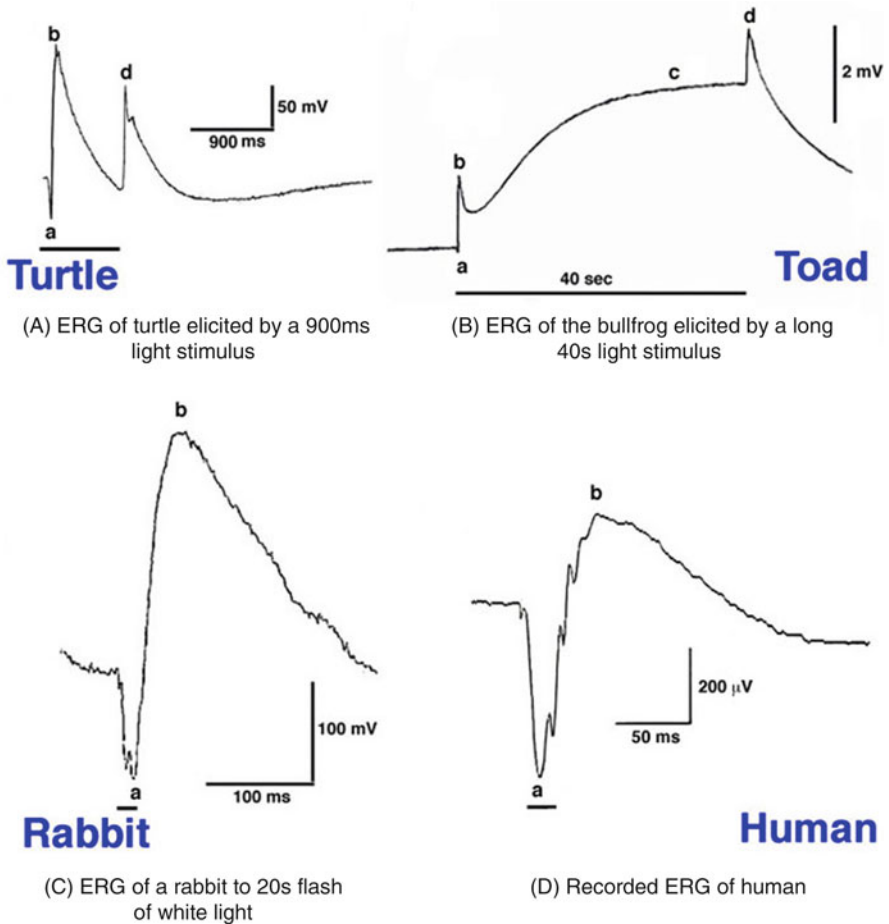 b
d
50 mV
900 ms
a
Turtle
(A) ERG of turtle elicited by a 900ms
light stimulus
d
c
2 mV
b
a
40 sec
Toad
(B) ERG of the bullfrog elicited by a long
40s light stimulus
b
100 mV
a
100 ms
Rabbit
(C) ERG of a rabbit to 20s flash
of white light
b
200 µV
50 ms
a
Human
(D) Recorded ERG of human